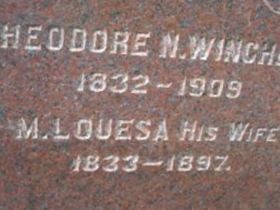 HEODORE N. WINCH
1832-1909
M. LOUESA HIS WIFE
1833-1897.